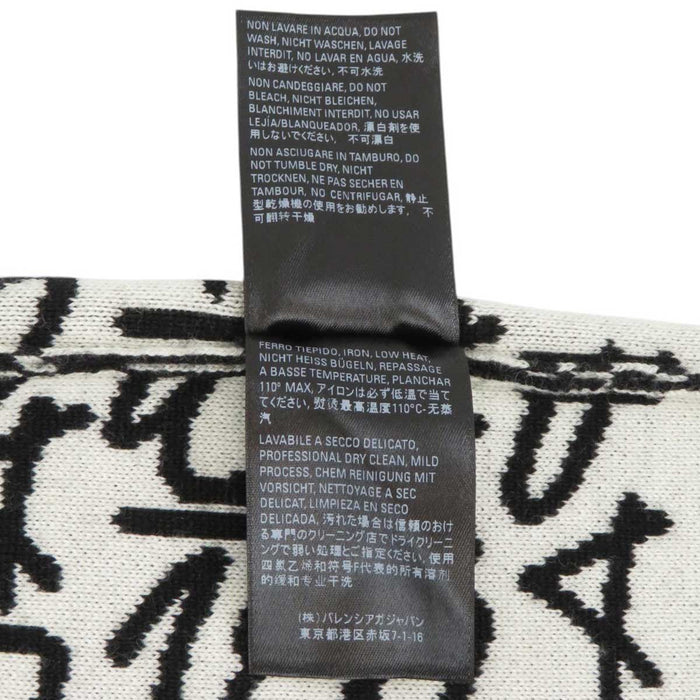 NON LAVARE IN ACQUA, DO NOT
WASH, NICHT WASCHEN, LAVAGE
INTERDIT, NO LAVAR EN AGUA, 水洗
いはお避けください, 不可水洗
NON CANDEGGIARE, DO NOT
BLEACH, NICHT BLEICHEN,
BLANCHIMENT INTERDIT, NO USAR
LEJÍA/BLANQUEADOR, 漂白剤を使
用しないでください, 不可漂白
NON ASCIUGARE IN TAMBURO, DO
NOT TUMBLE DRY, NICHT
TROCKNEN, NE PAS SECHER EN
TAMBOUR, NO CENTRIFUGAR, 静止
型乾燥機の使用をお勧めします, 不
可翻转干燥
FERRO TIEPIDO, IRON, LOW HEAT,
NICHT HEISS BÜGELN, REPASSAGE
A BASSE TEMPERATURE, PLANCHAR
110° MAX, アイロンは必ず低温で当て
てください, 熨烫最高温度110°C-无蒸
汽
LAVABILE A SECCO DELICATO,
PROFESSIONAL DRY CLEAN, MILD
PROCESS, CHEM REINIGUNG MIT
VORSICHT, NETTOYAGE A SEC
DELICAT, LIMPIEZA EN SECO
DELICADA, 汚れた場合は信頼のおけ
る専門のクリーニング店でドライクリーニ
ングで弱い処理とご指定ください, 使用
四氯乙烯和符号F代表的所有溶剂
的缓和专业干洗
(株)バレンシアガジャパン
東京都港区赤坂7-1-16